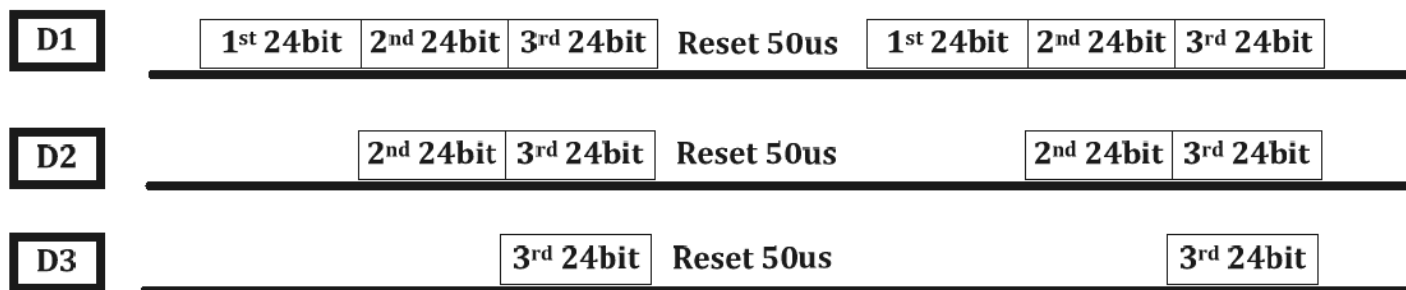 D1 1st 24bit 2nd 24bit 3rd 24bit Reset 50us 1st 24bit 2nd 24bit 3rd 24bit
D2 2nd 24bit 3rd 24bit Reset 50us 2nd 24bit 3rd 24bit
D3 3rd 24bit Reset 50us 3rd 24bit